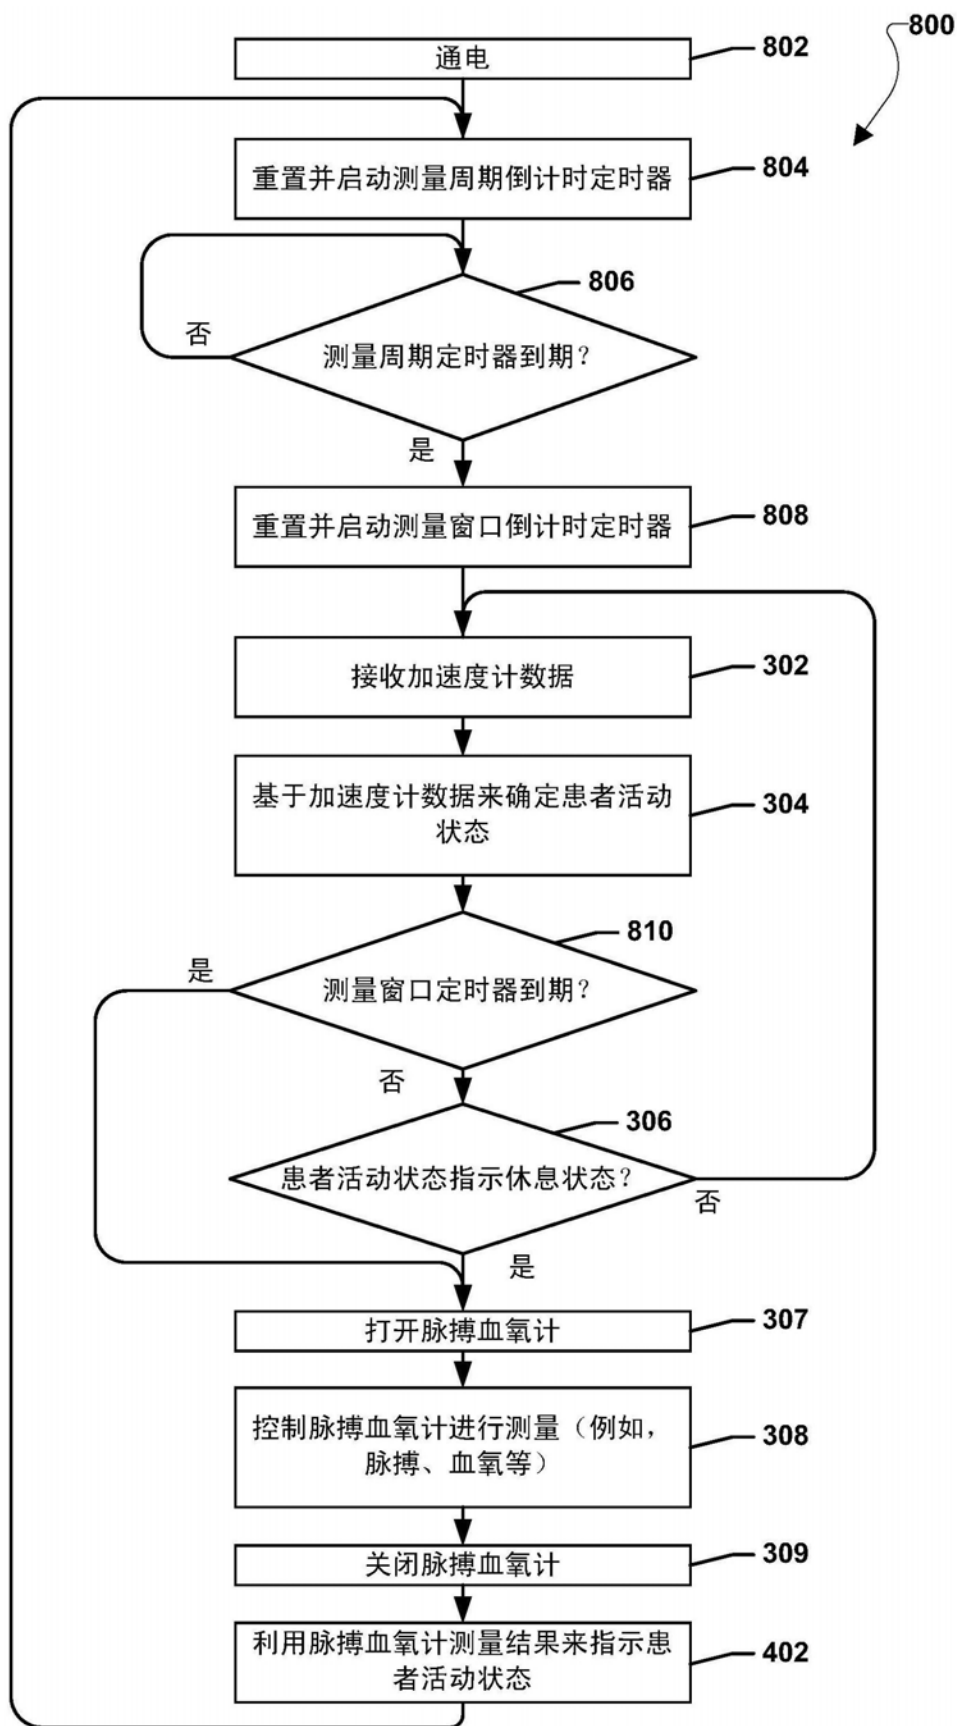 800
通电
802
重置并启动测量周期倒计时定时器
804
806
否
测量周期定时器到期？
是
重置并启动测量窗口倒计时定时器
808
接收加速度计数据
302
基于加速度计数据来确定患者活动
状态
304
810
是
测量窗口定时器到期？
否
306
患者活动状态指示休息状态？
否
是
打开脉搏血氧计
307
控制脉搏血氧计进行测量（例如，
脉搏、血氧等）
308
关闭脉搏血氧计
309
利用脉搏血氧计测量结果来指示患
者活动状态
402